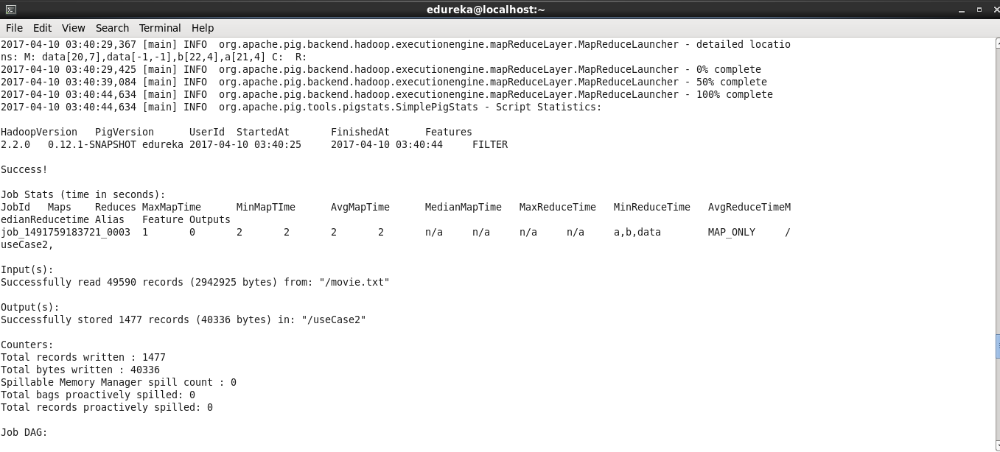 edureka@localhost:~
File Edit View Search Terminal Help
2017-04-10 03:40:29,367 [main] INFO  org.apache.pig.backend.hadoop.executionengine.mapReduceLayer.MapReduceLauncher - detailed locatio
ns: M: data[20,7],data[-1,-1],b[22,4],a[21,4] C:  R:
2017-04-10 03:40:29,425 [main] INFO  org.apache.pig.backend.hadoop.executionengine.mapReduceLayer.MapReduceLauncher - 0% complete
2017-04-10 03:40:39,084 [main] INFO  org.apache.pig.backend.hadoop.executionengine.mapReduceLayer.MapReduceLauncher - 50% complete
2017-04-10 03:40:44,634 [main] INFO  org.apache.pig.backend.hadoop.executionengine.mapReduceLayer.MapReduceLauncher - 100% complete
2017-04-10 03:40:44,634 [main] INFO  org.apache.pig.tools.pigstats.SimplePigStats - Script Statistics:
HadoopVersion   PigVersion      UserId  StartedAt       FinishedAt      Features
2.2.0   0.12.1-SNAPSHOT edureka 2017-04-10 03:40:25     2017-04-10 03:40:44     FILTER
Success!
Job Stats (time in seconds):
JobId   Maps    Reduces MaxMapTime      MinMapTIme      AvgMapTime      MedianMapTime   MaxReduceTime   MinReduceTime   AvgReduceTimeM
edianReducetime Alias   Feature Outputs
job_1491759183721_0003  1       0       2       2       2       2       n/a     n/a     n/a     n/a     a,b,data        MAP_ONLY     /
useCase2,
Input(s):
Successfully read 49590 records (2942925 bytes) from: "/movie.txt"
Output(s):
Successfully stored 1477 records (40336 bytes) in: "/useCase2"
Counters:
Total records written : 1477
Total bytes written : 40336
Spillable Memory Manager spill count : 0
Total bags proactively spilled: 0
Total records proactively spilled: 0
Job DAG: